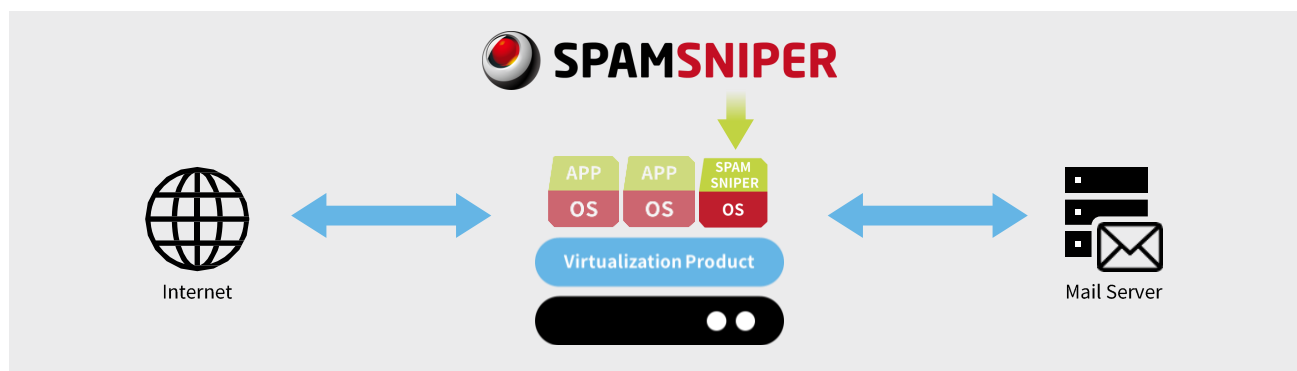 SPAMSNIPER
APP
APP
SPAM
SNIPER
OS
OS
OS
Virtualization Product
Internet
Mail Server